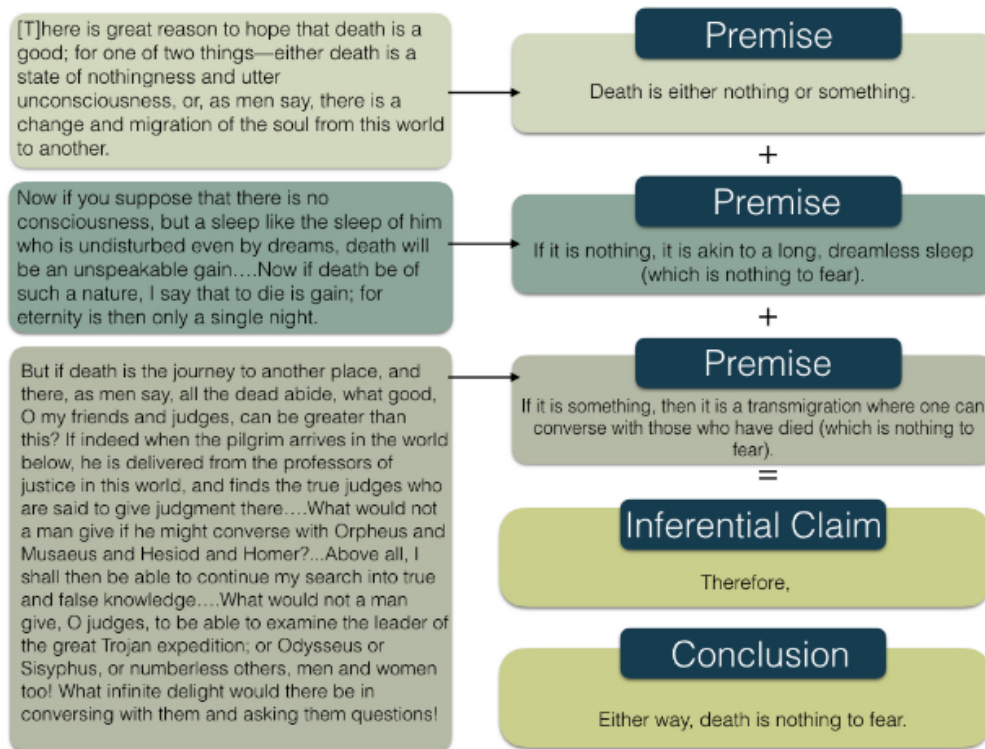 [T]here is great reason to hope that death is a
good; for one of two things—either death is a
state of nothingness and utter
unconsciousness, or, as men say, there is a
change and migration of the soul from this world
to another.
Premise
Death is either nothing or something.
+
Now if you suppose that there is no
consciousness, but a sleep like the sleep of him
who is undisturbed even by dreams, death will
be an unspeakable gain....Now if death be of
such a nature, I say that to die is gain; for
eternity is then only a single night.
Premise
If it is nothing, it is akin to a long, dreamless sleep
(which is nothing to fear).
+
But if death is the journey to another place, and
there, as men say, all the dead abide, what good,
O my friends and judges, can be greater than
this? If indeed when the pilgrim arrives in the world
below, he is delivered from the professors of
justice in this world, and finds the true judges who
are said to give judgment there....What would not
a man give if he might converse with Orpheus and
Musaeus and Hesiod and Homer?...Above all, I
shall then be able to continue my search into true
and false knowledge....What would not a man
give, O judges, to be able to examine the leader of
the great Trojan expedition; or Odysseus or
Sisyphus, or numberless others, men and women
too! What infinite delight would there be in
conversing with them and asking them questions!
Premise
If it is something, then it is a transmigration where one can
converse with those who have died (which is nothing to
fear).
=
Inferential Claim
Therefore,
Conclusion
Either way, death is nothing to fear.